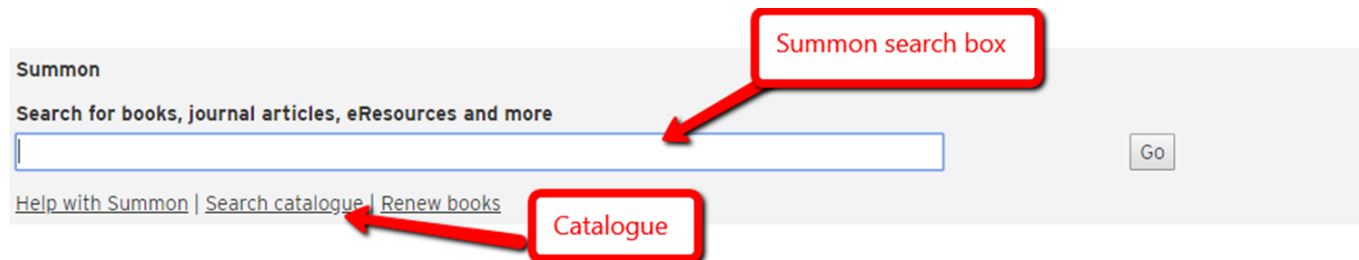 Summon search box
Summon
Search for books, journal articles, eResources and more
Go
Help with Summon | Search catalogue | Renew books
Catalogue